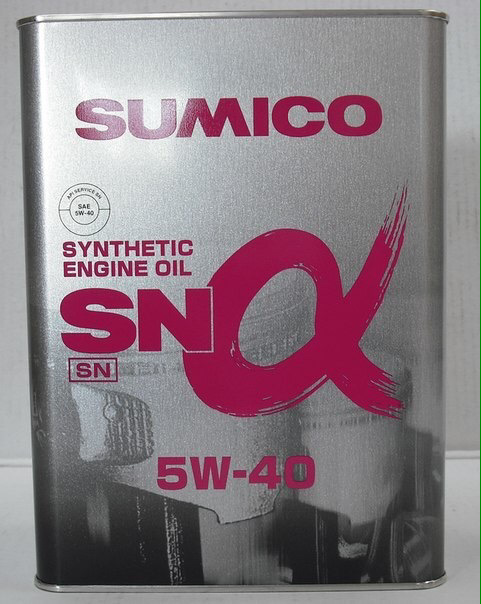 SUMICO
API SERVICE SN
SAE
5W-40
SYNTHETIC
ENGINE OIL
SNα
SN
5W-40